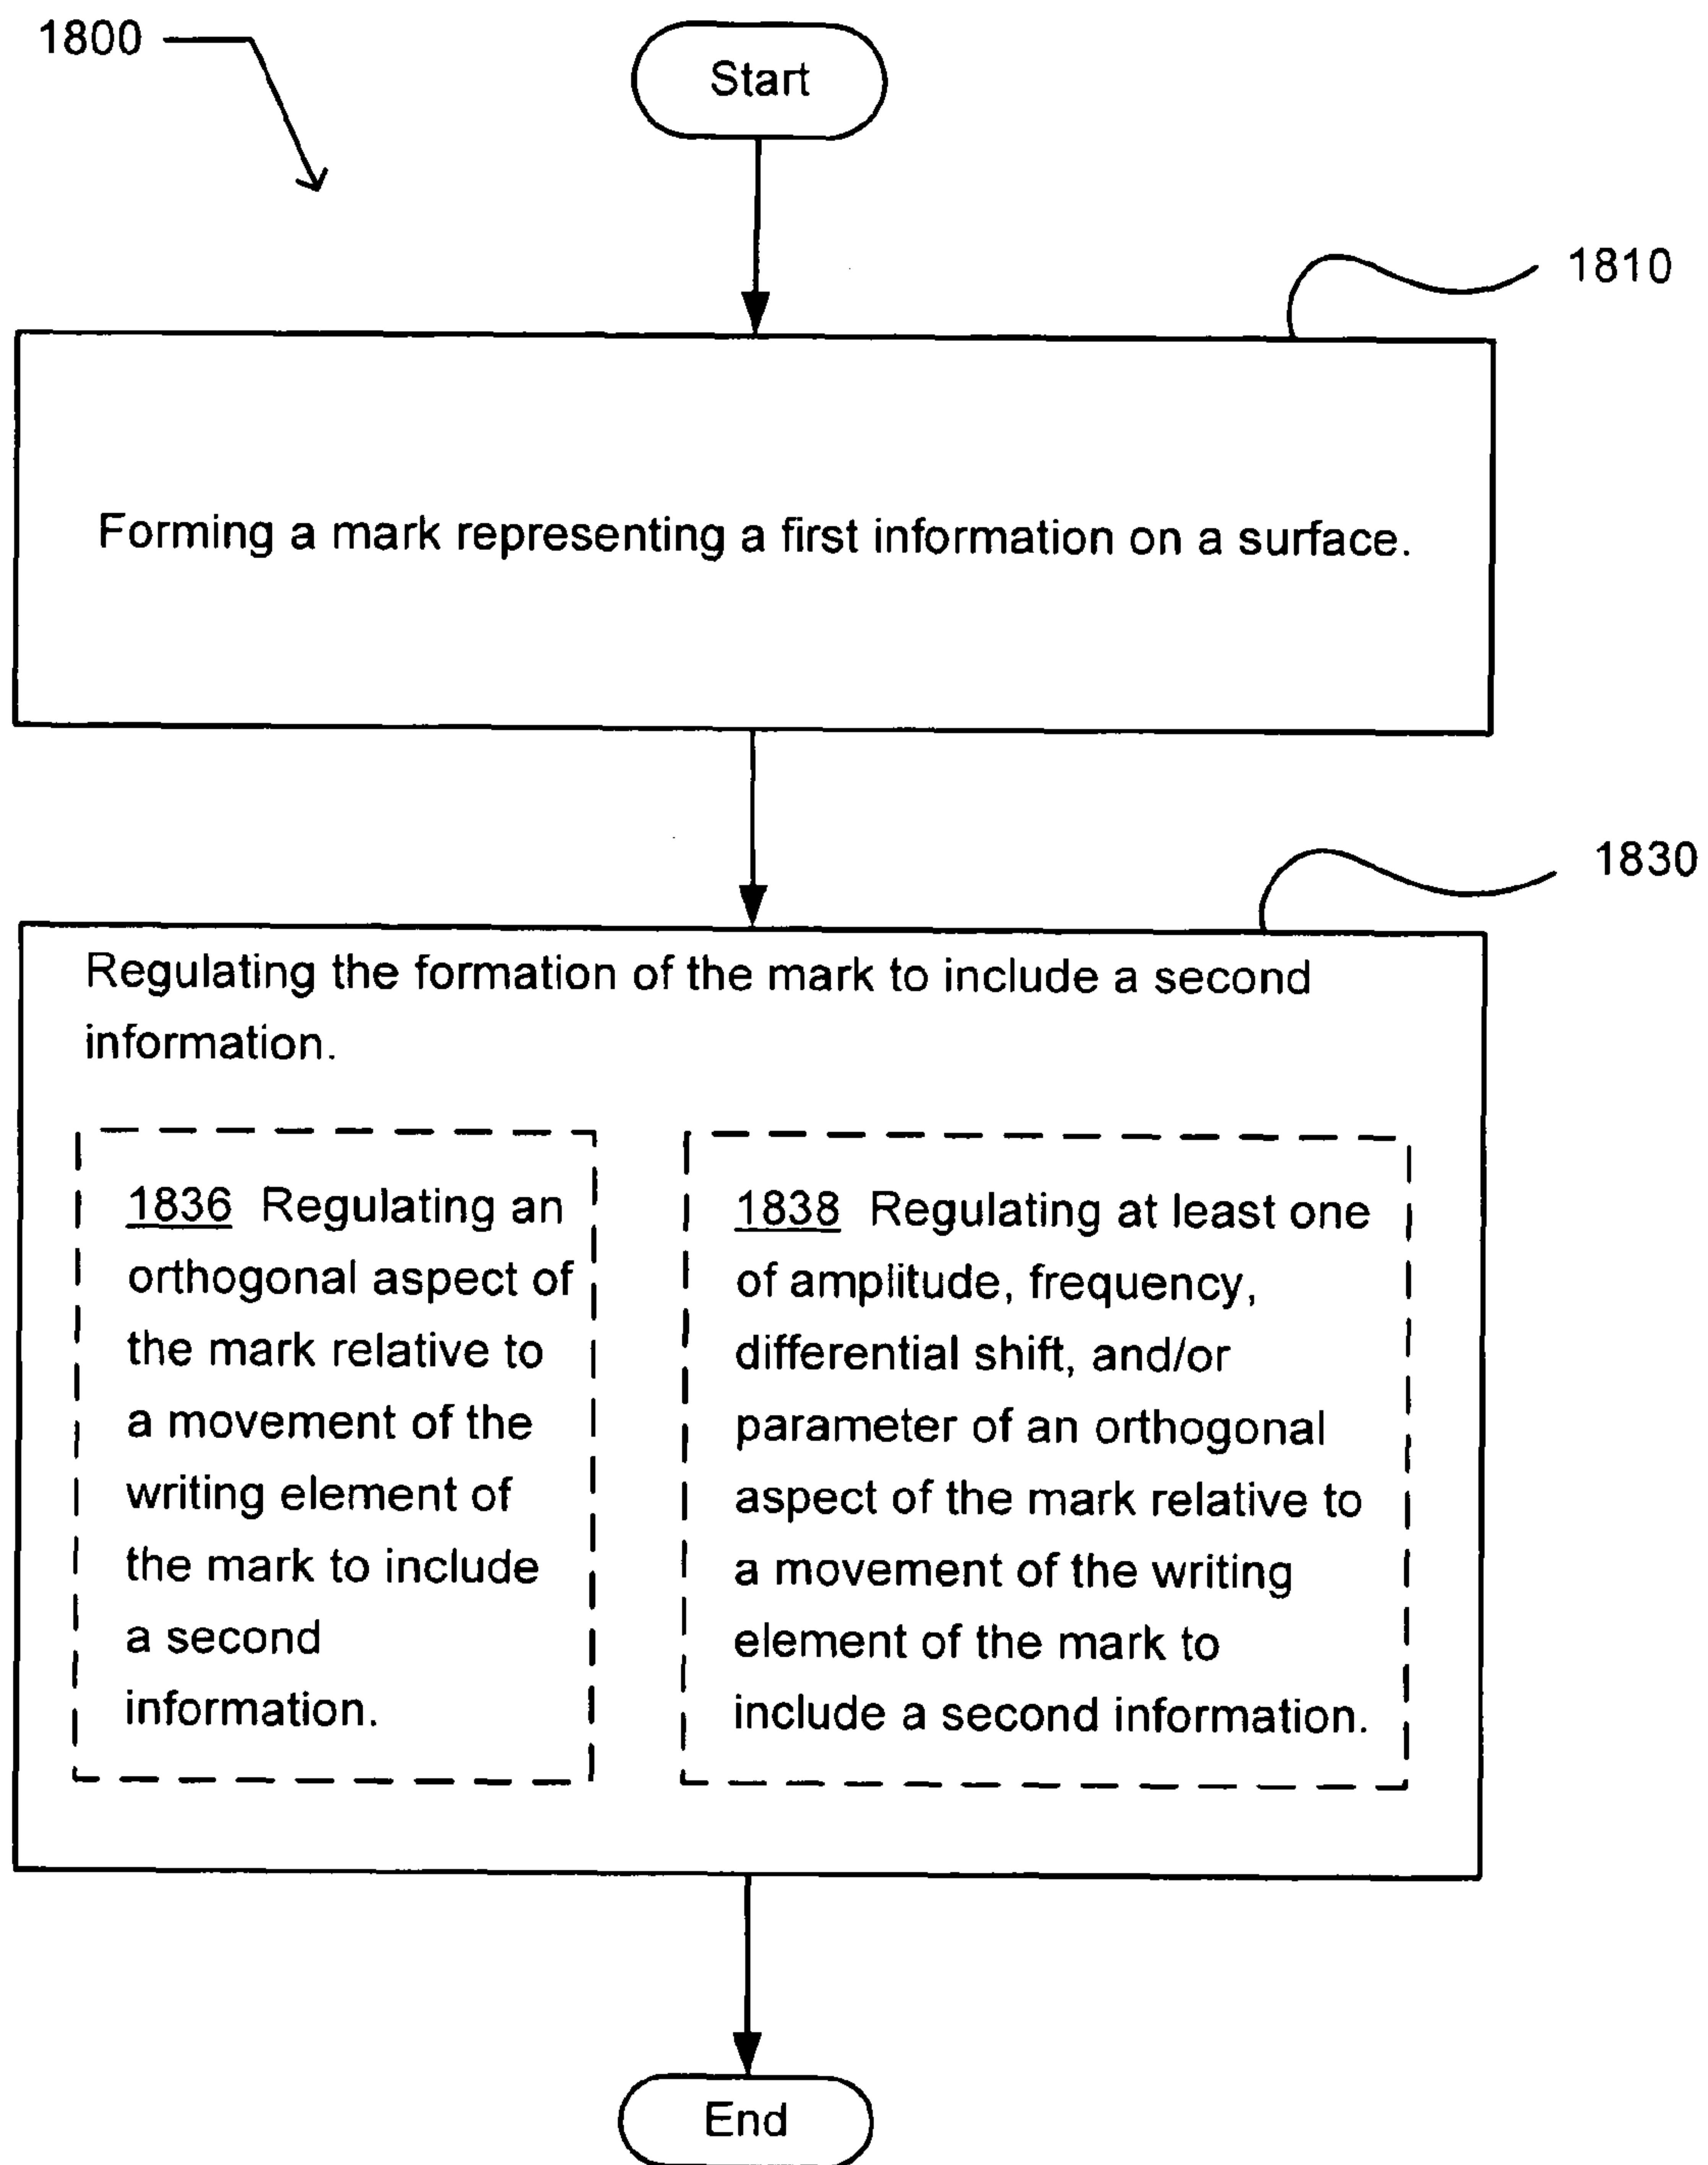 1800
Start
1810
Forming a mark representing a first information on a surface.
1830
Regulating the formation of the mark to include a second
information.
1836 Regulating an
orthogonal aspect of
the mark relative to
a movement of the
writing element of
the mark to include
a second
information.
1838 Regulating at least one
of amplitude, frequency,
differential shift, and/or
parameter of an orthogonal
aspect of the mark relative to
a movement of the writing
element of the mark to
include a second information.
End